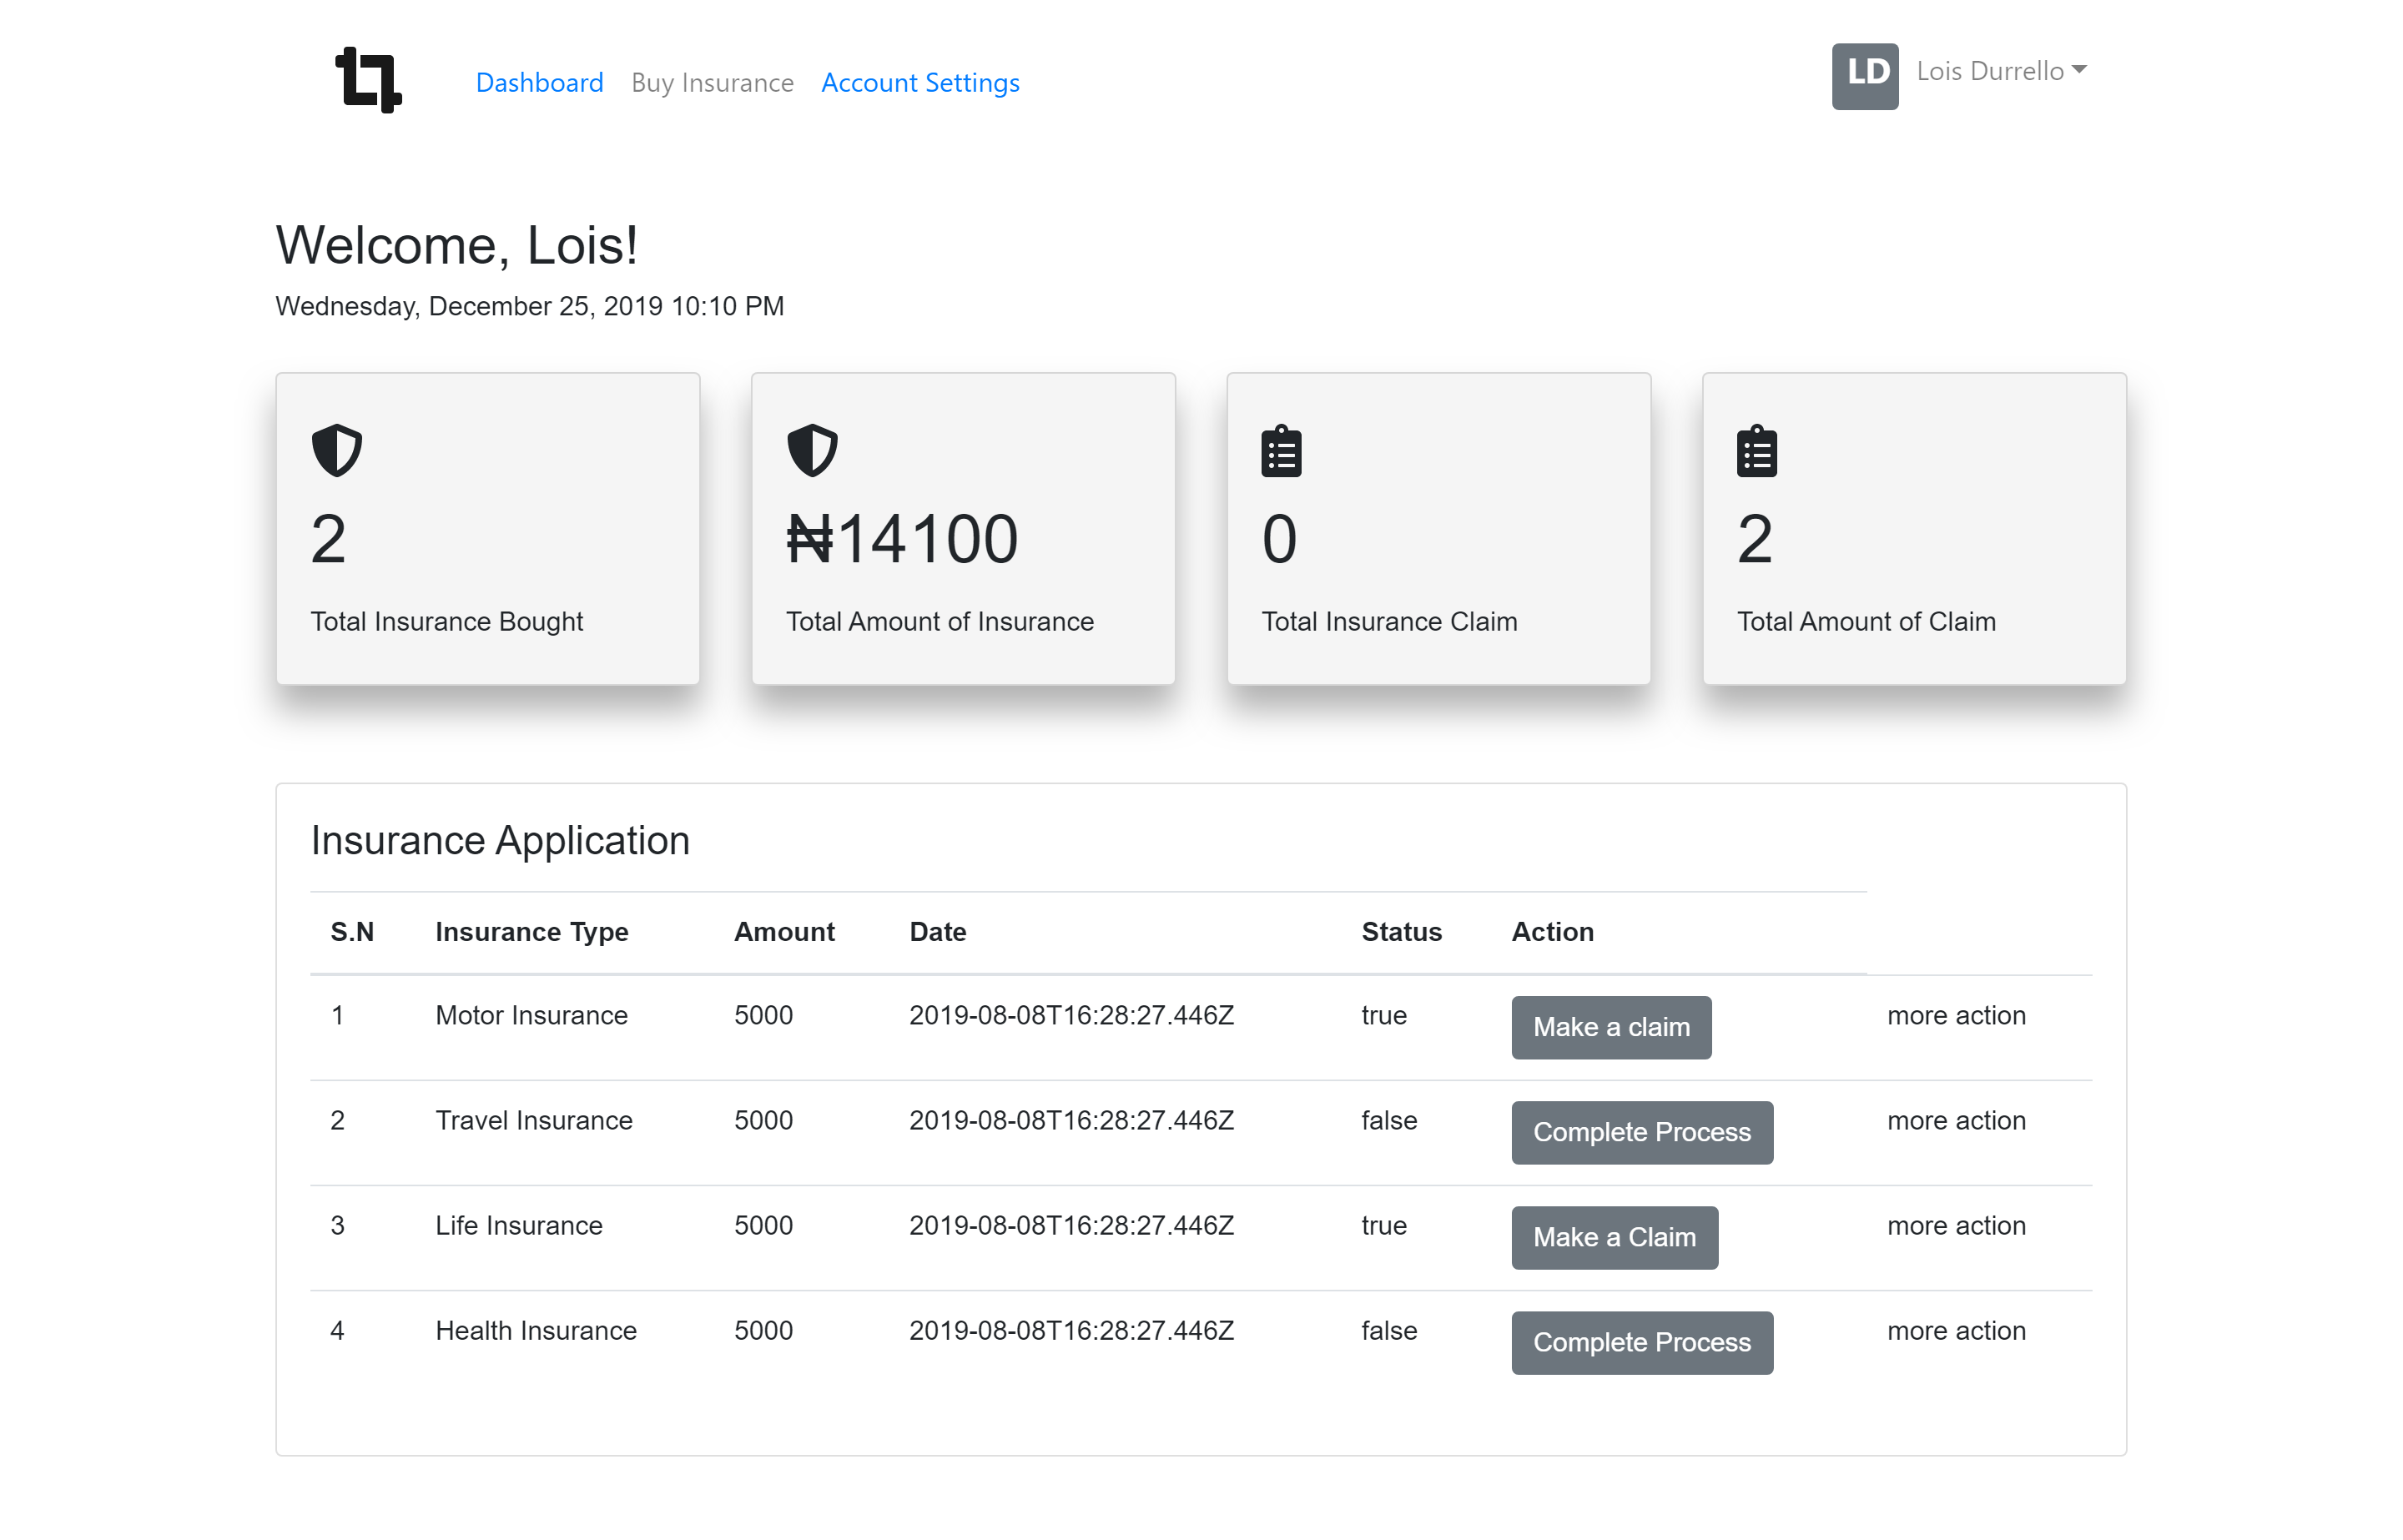 Dashboard Buy Insurance Account Settings LD Lois Durrello
Welcome, Lois!
Wednesday, December 25, 2019 10:10 PM
2
Total Insurance Bought
₦14100
Total Amount of Insurance
0
Total Insurance Claim
2
Total Amount of Claim
Insurance Application
S.N Insurance Type Amount Date Status Action
1 Motor Insurance 5000 2019-08-08T16:28:27.446Z true Make a claim more action
2 Travel Insurance 5000 2019-08-08T16:28:27.446Z false Complete Process more action
3 Life Insurance 5000 2019-08-08T16:28:27.446Z true Make a Claim more action
4 Health Insurance 5000 2019-08-08T16:28:27.446Z false Complete Process more action